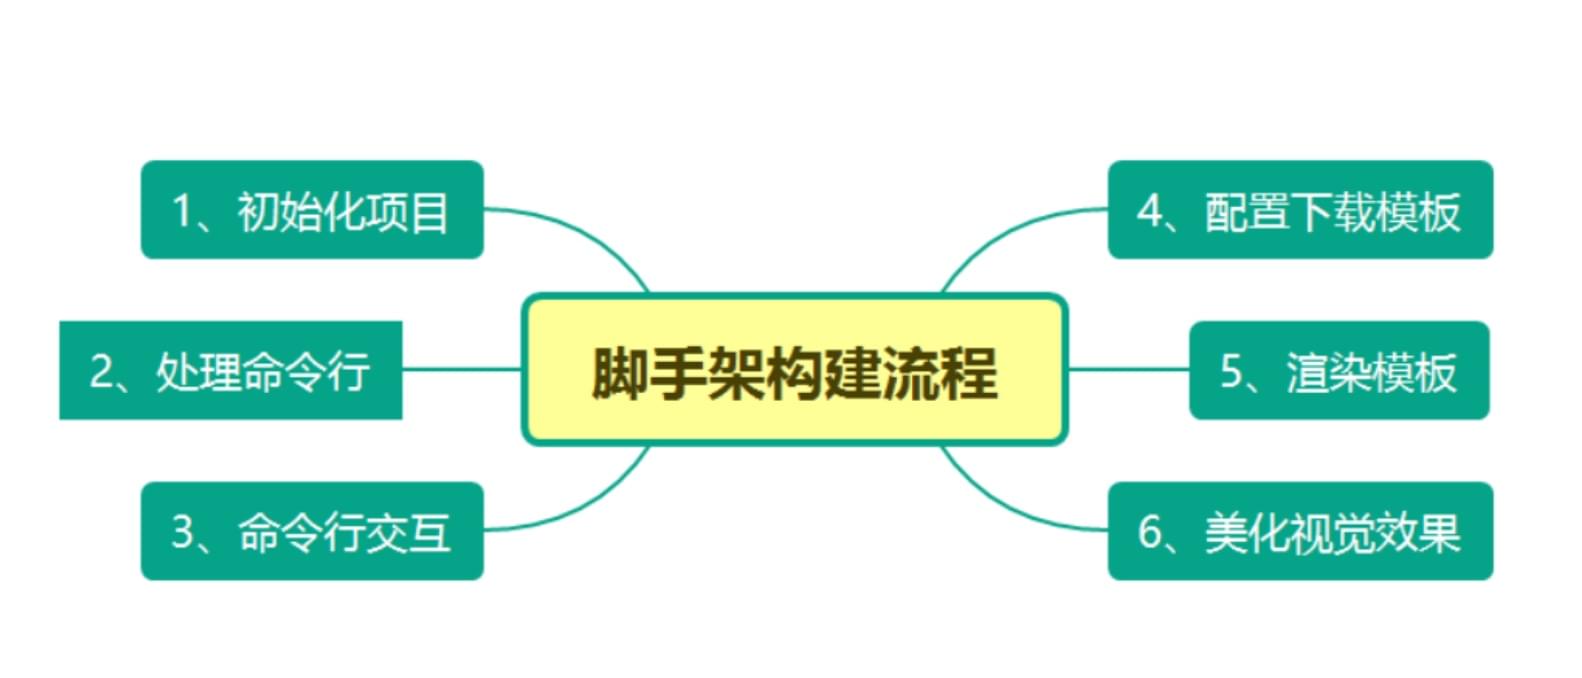 1、初始化项目
2、处理命令行
3、命令行交互
脚手架构建流程
4、配置下载模板
5、渲染模板
6、美化视觉效果